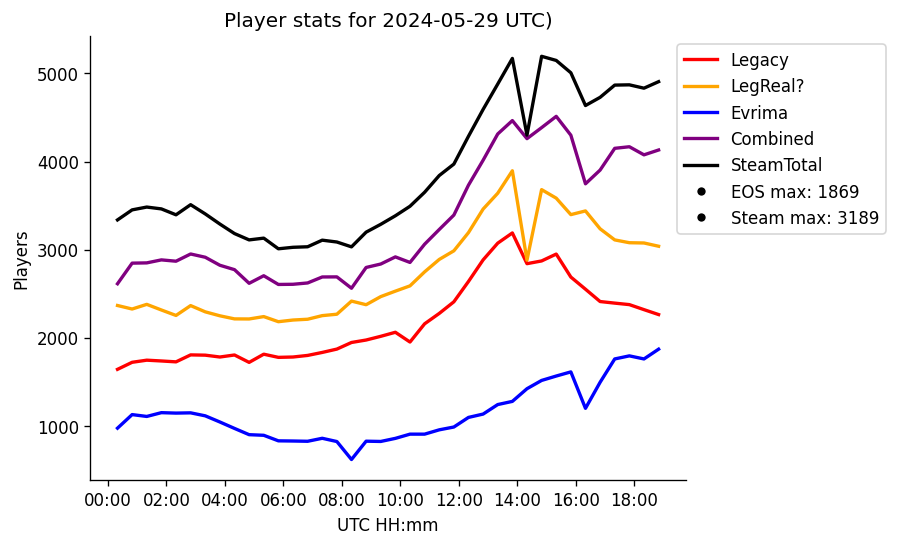 Player stats for 2024-05-29 UTC)
Legacy
LegReal?
Evrima
Combined
SteamTotal
EOS max: 1869
Steam max: 3189
5000
4000
3000
2000
1000
Players
00:00 02:00 04:00 06:00 08:00 10:00 12:00 14:00 16:00 18:00
UTC HH:mm